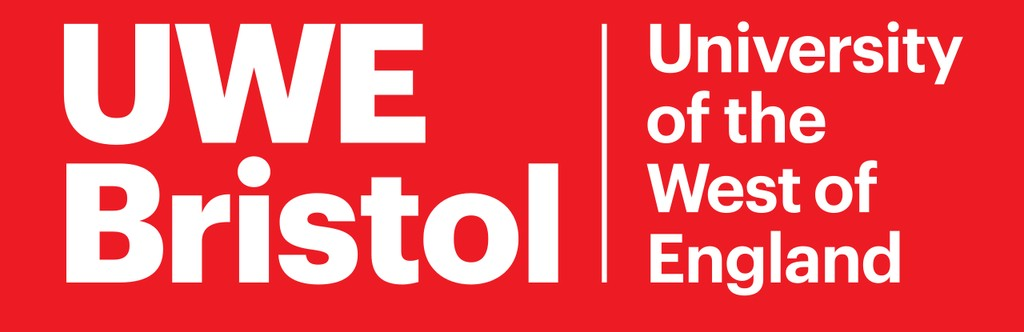 UWE
Bristol
University
of the
West of
England